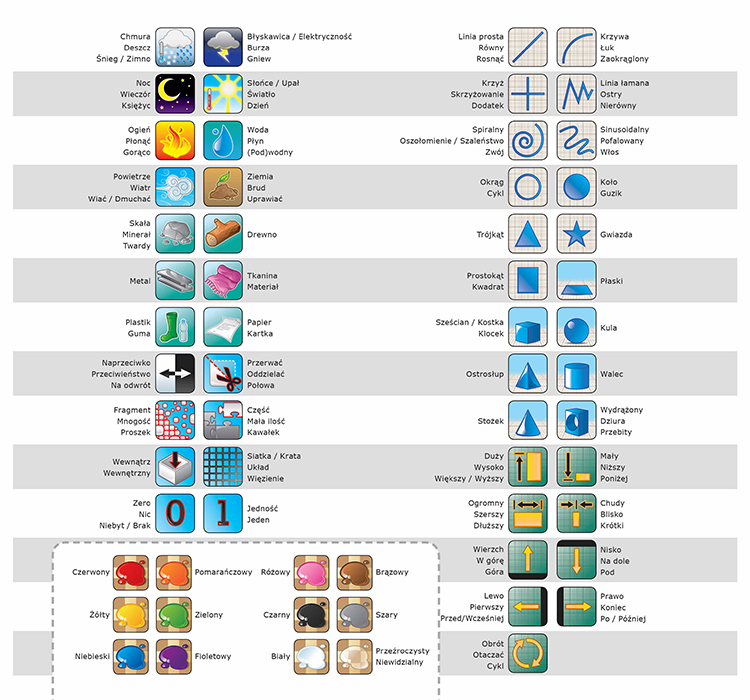 Chmura
Deszcz
Śnieg / Zimno
Błyskawica / Elektryczność
Burza
Gniew
Linia prosta
Równy
Rosnąć
Krzywa
Łuk
Zaokrąglony
Noc
Wieczór
Księżyc
Słońce / Upał
Światło
Dzień
Krzyż
Skrzyżowanie
Dodatek
Linia łamana
Ostry
Nierówny
Ogień
Płonąć
Gorąco
Woda
Płyn
(Pod)wodny
Spiralny
Oszołomienie / Szaleństwo
Zwój
Sinusoidalny
Pofalowany
Włos
Powietrze
Wiatr
Wiać / Dmuchać
Ziemia
Brud
Uprawiać
Okrąg
Cykl
Koło
Guzik
Skała
Minerał
Twardy
Drewno
Trójkąt
Gwiazda
Metal
Tkanina
Materiał
Prostokąt
Kwadrat
Płaski
Plastik
Guma
Papier
Kartka
Sześcian / Kostka
Klocek
Kula
Naprzeciwko
Przeciwieństwo
Na odwrót
Przerwać
Oddzielać
Połowa
Ostrosłup
Walec
Fragment
Mnogość
Proszek
Część
Mała ilość
Kawałek
Stożek
Wydrążony
Dziura
Przebity
Wewnątrz
Wewnętrzny
Siatka / Krata
Układ
Więzienie
Duży
Wysoko
Większy / Wyższy
Mały
Niższy
Poniżej
Zero
Nic
Niebyt / Brak
0
1
Jedność
Jeden
Ogromny
Szerszy
Dłuższy
Chudy
Blisko
Krótki
Wierzch
W górę
Góra
Nisko
Na dole
Pod
Czerwony
Pomarańczowy
Różowy
Brązowy
Lewo
Pierwszy
Przed/Wcześniej
Prawo
Koniec
Po / Później
Żółty
Zielony
Czarny
Szary
Niebieski
Fioletowy
Biały
Przeźroczysty
Niewidzialny
Obrót
Otaczać
Cykl